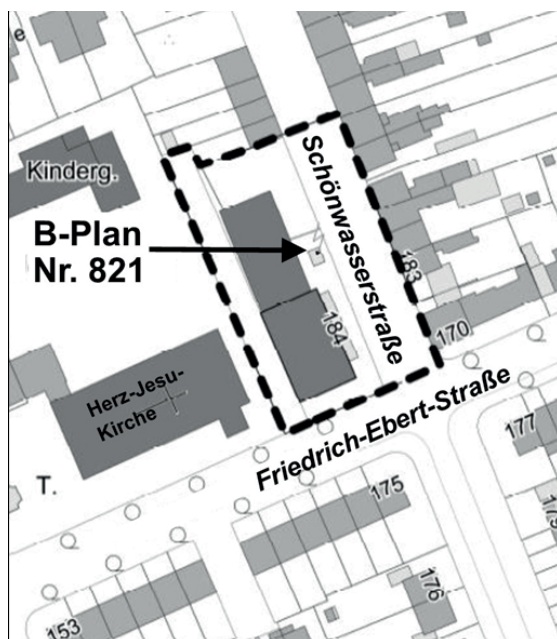 e
Kinderg.
B-Plan
Nr. 821
Schönwasserstraße
183
184
170
Herz-Jesu-
Kirche
Friedrich-Ebert-Straße
T.
175
177
176
153